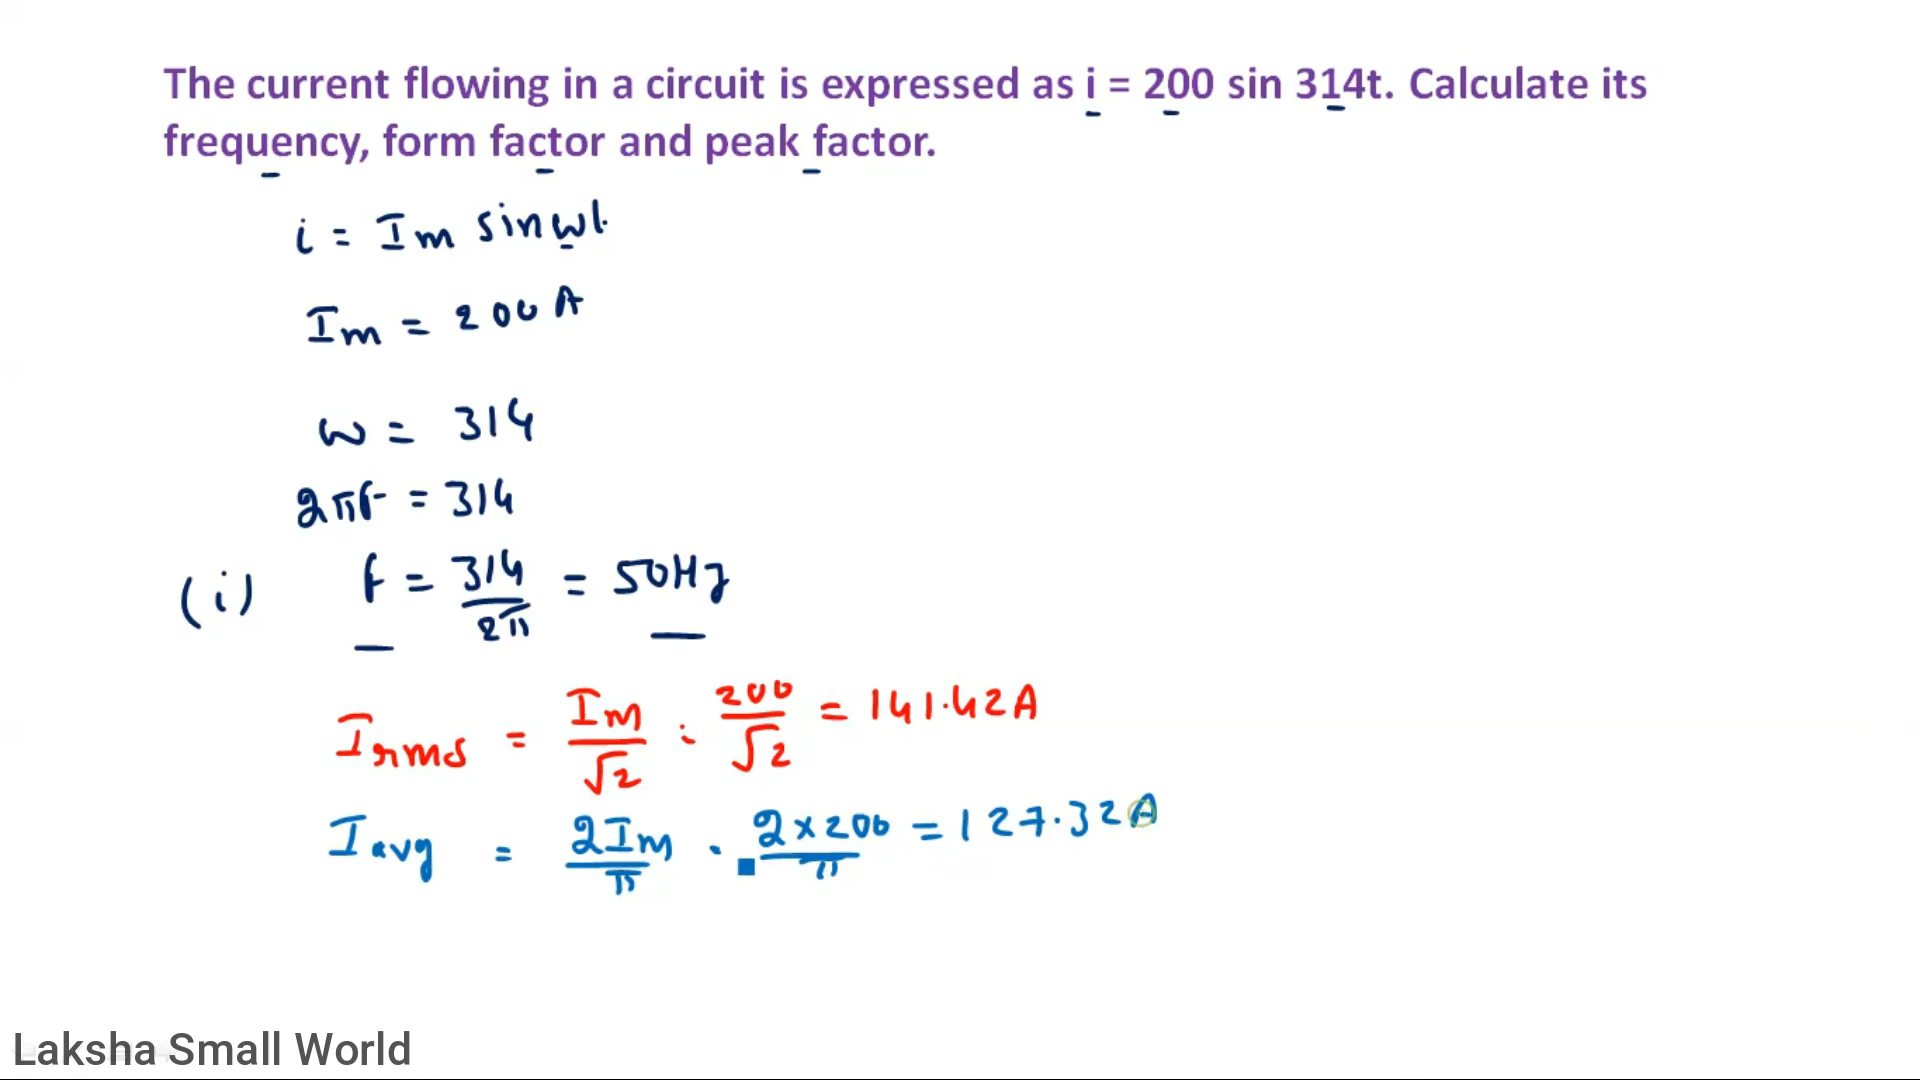 The current flowing in a circuit is expressed as i = 200 sin 314t. Calculate its
frequency, form factor and peak factor.
i = Im sinωt
Im = 200 A
ω = 314
2πf = 314
(i) f = 314/2π = 50Hz
Irms = Im/√2 = 200/√2 = 141.42A
Iavg = 2Im/π = 2×200/π = 127.32A
Laksha Small World